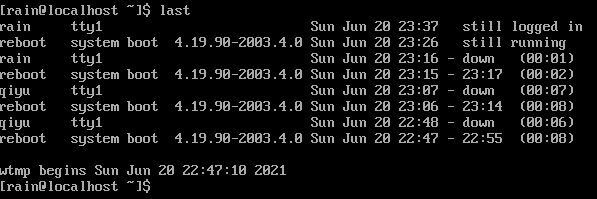 [rain@localhost ~]$ last
rain     tty1                          Sun Jun 20 23:37   still logged in
reboot   system boot  4.19.90-2003.4.0 Sun Jun 20 23:26   still running
rain     tty1                          Sun Jun 20 23:16 - down   (00:01)
reboot   system boot  4.19.90-2003.4.0 Sun Jun 20 23:15 - 23:17  (00:02)
qiyu     tty1                          Sun Jun 20 23:07 - down   (00:07)
reboot   system boot  4.19.90-2003.4.0 Sun Jun 20 23:06 - 23:14  (00:08)
qiyu     tty1                          Sun Jun 20 22:48 - down   (00:06)
reboot   system boot  4.19.90-2003.4.0 Sun Jun 20 22:47 - 22:55  (00:08)
wtmp begins Sun Jun 20 22:47:10 2021
[rain@localhost ~]$